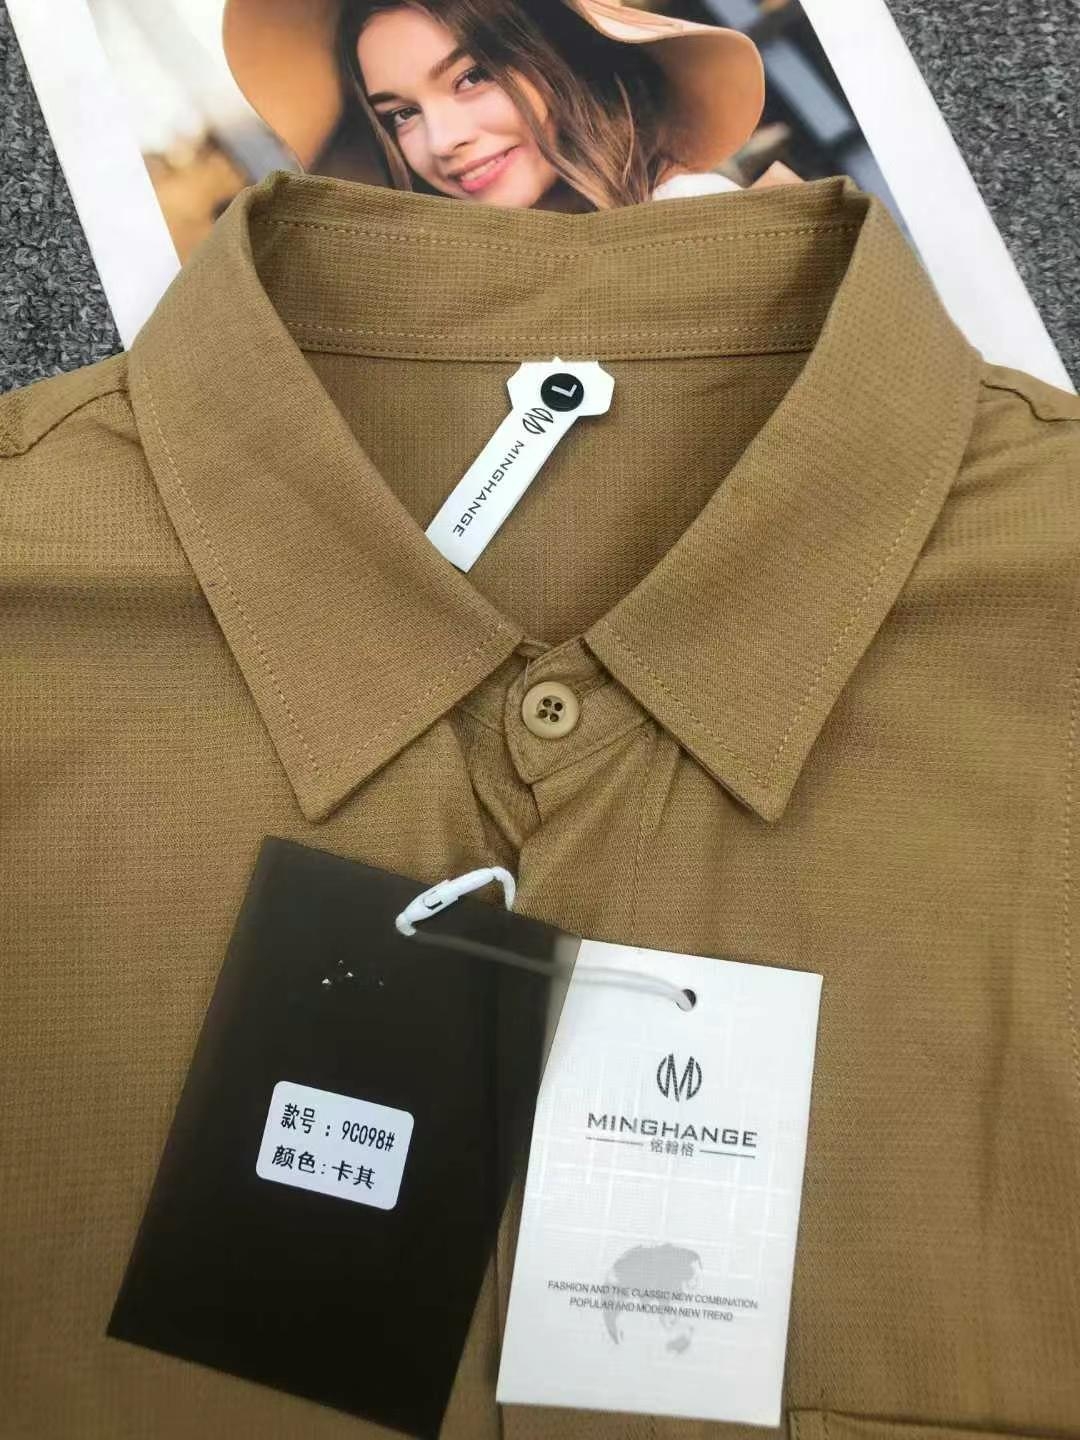 L
MINGHANGE
款号：9C098#
颜色：卡其
MINGHANGE
佲翰格
FASHION AND THE CLASSIC NEW COMBINATION
POPULAR AND MODERN NEW TREND